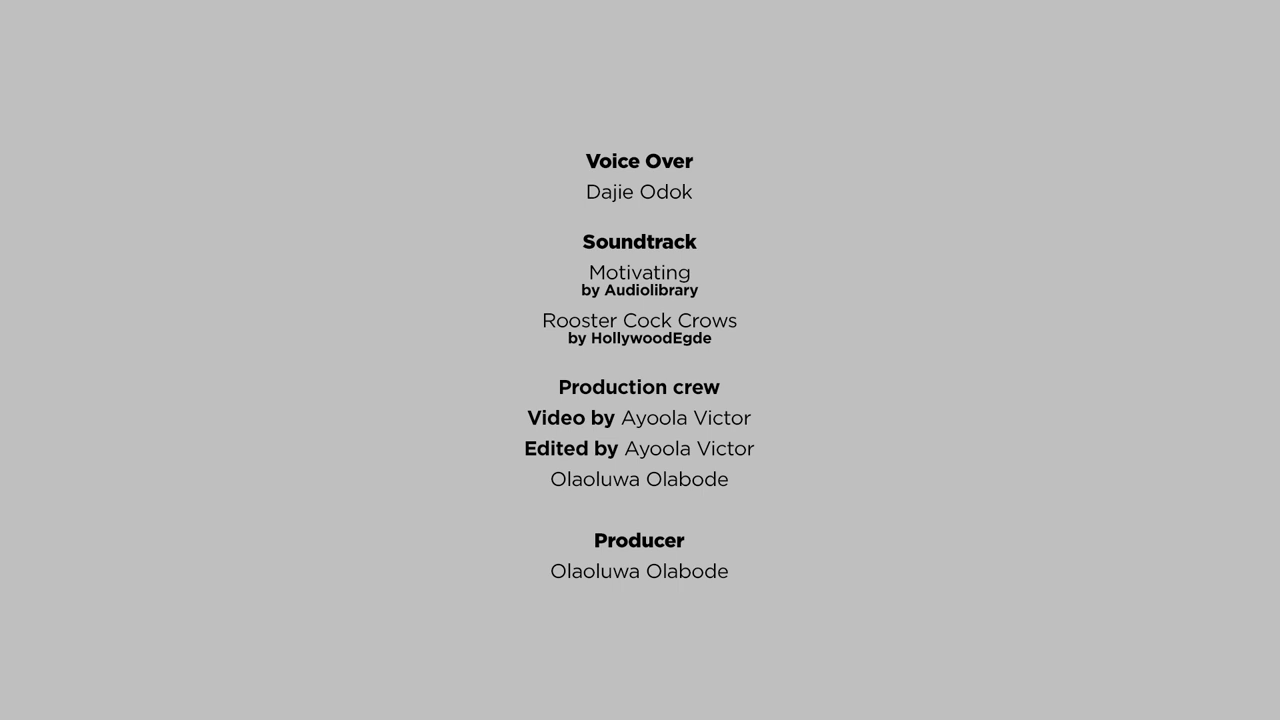 Voice Over
Dajie Odok
Soundtrack
Motivating
by Audiolibrary
Rooster Cock Crows
by HollywoodEgde
Production crew
Video by Ayoola Victor
Edited by Ayoola Victor
Olaoluwa Olabode
Producer
Olaoluwa Olabode